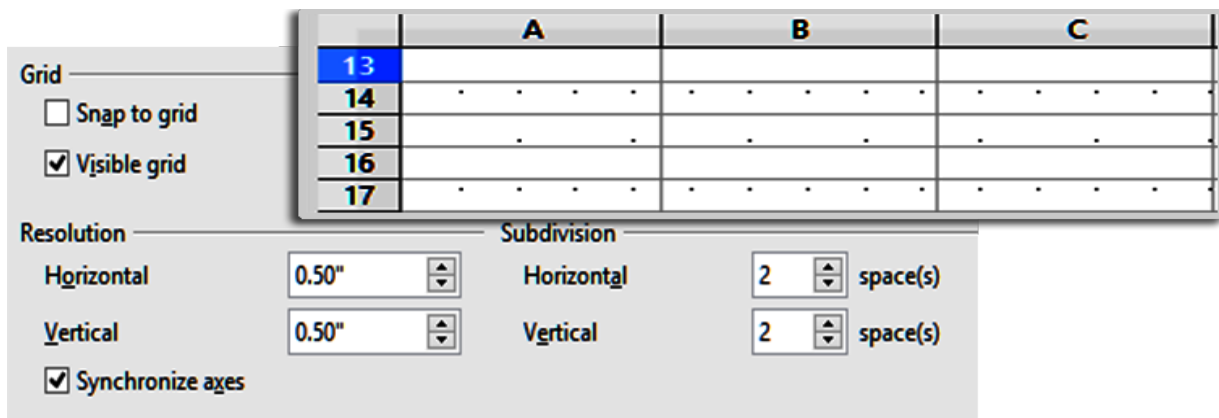 A B C
13
14
15
16
17
Grid
Snap to grid
Visible grid
Resolution Subdivision
Horizontal 0.50" Horizontal 2 space(s)
Vertical 0.50" Vertical 2 space(s)
Synchronize axes